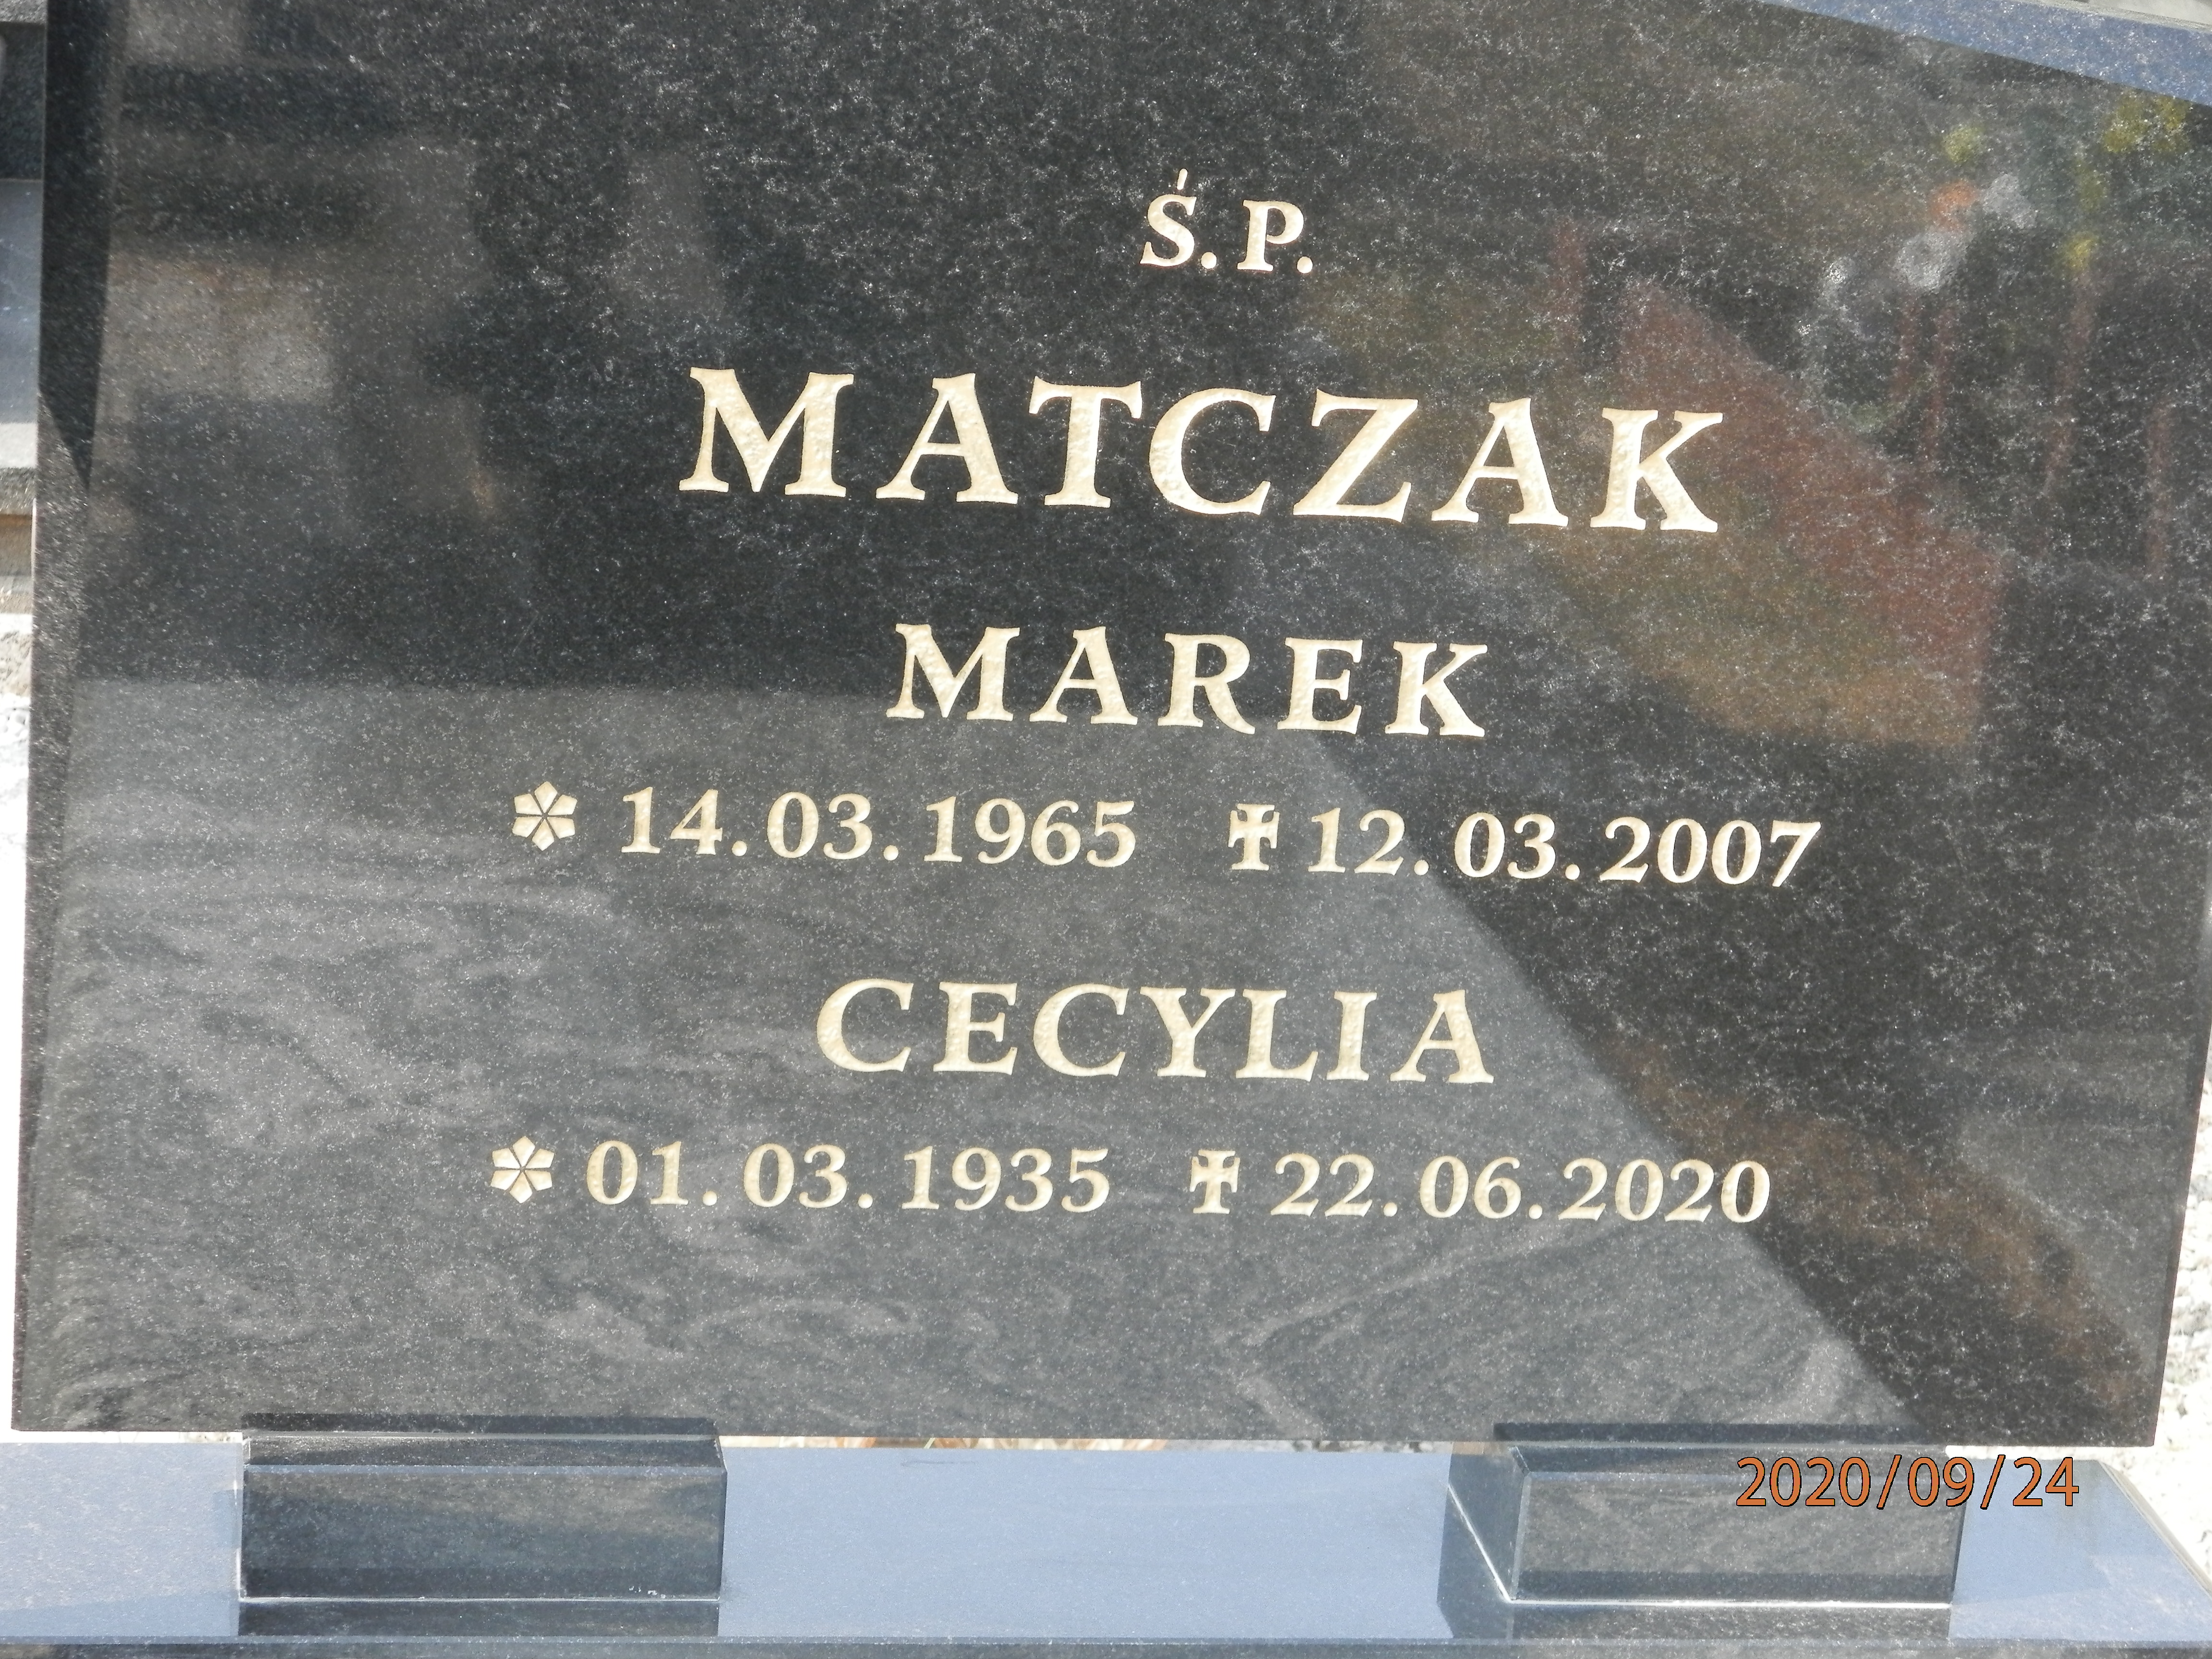 Ś.P.
MATCZAK
MAREK
✽ 14.03.1965 ✝ 12.03.2007
CECYLIA
✽ 01.03.1935 ✝ 22.06.2020
2020/09/24